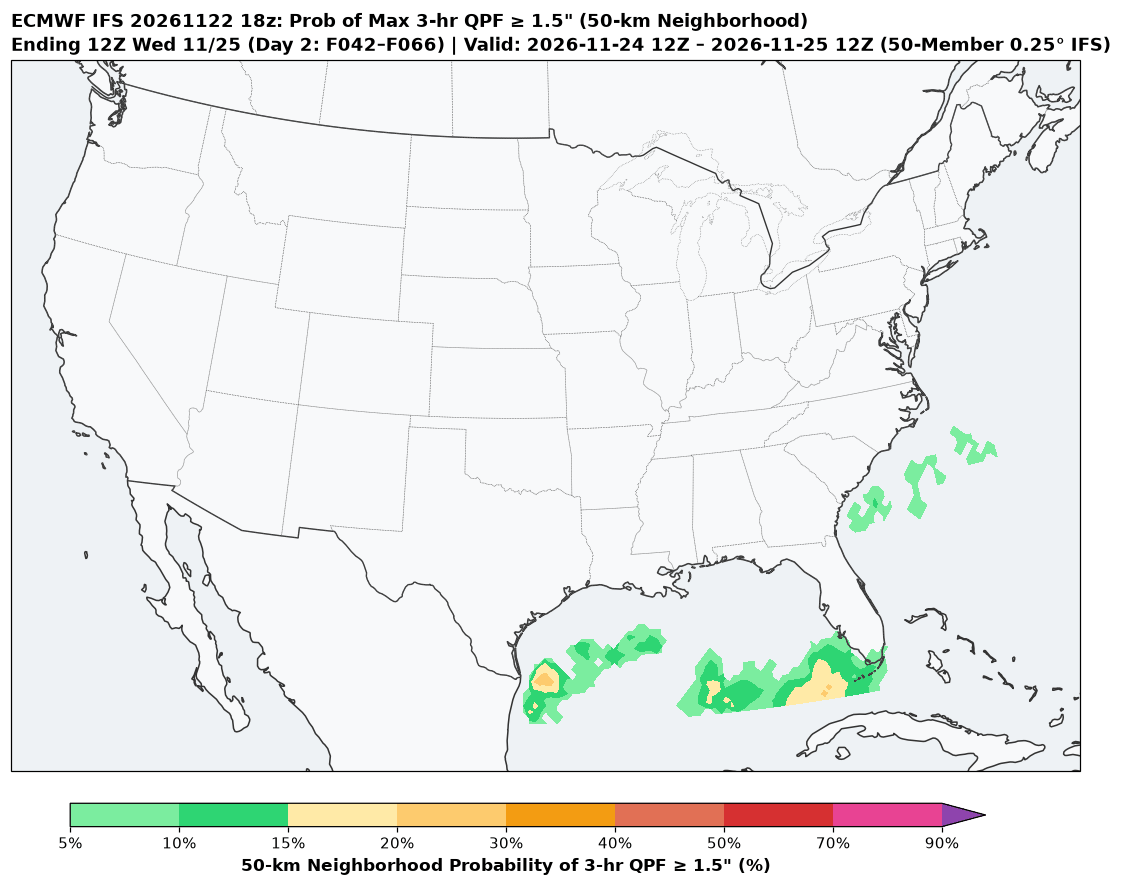 ECMWF IFS 20261122 18z: Prob of Max 3-hr QPF ≥ 1.5" (50-km Neighborhood)
Ending 12Z Wed 11/25 (Day 2: F042–F066) | Valid: 2026-11-24 12Z – 2026-11-25 12Z (50-Member 0.25° IFS)
5% 10% 15% 20% 30% 40% 50% 70% 90%
50-km Neighborhood Probability of 3-hr QPF ≥ 1.5" (%)